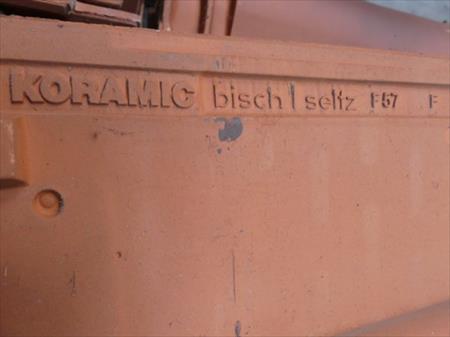 KORAMIC bisch | seltz F57 F